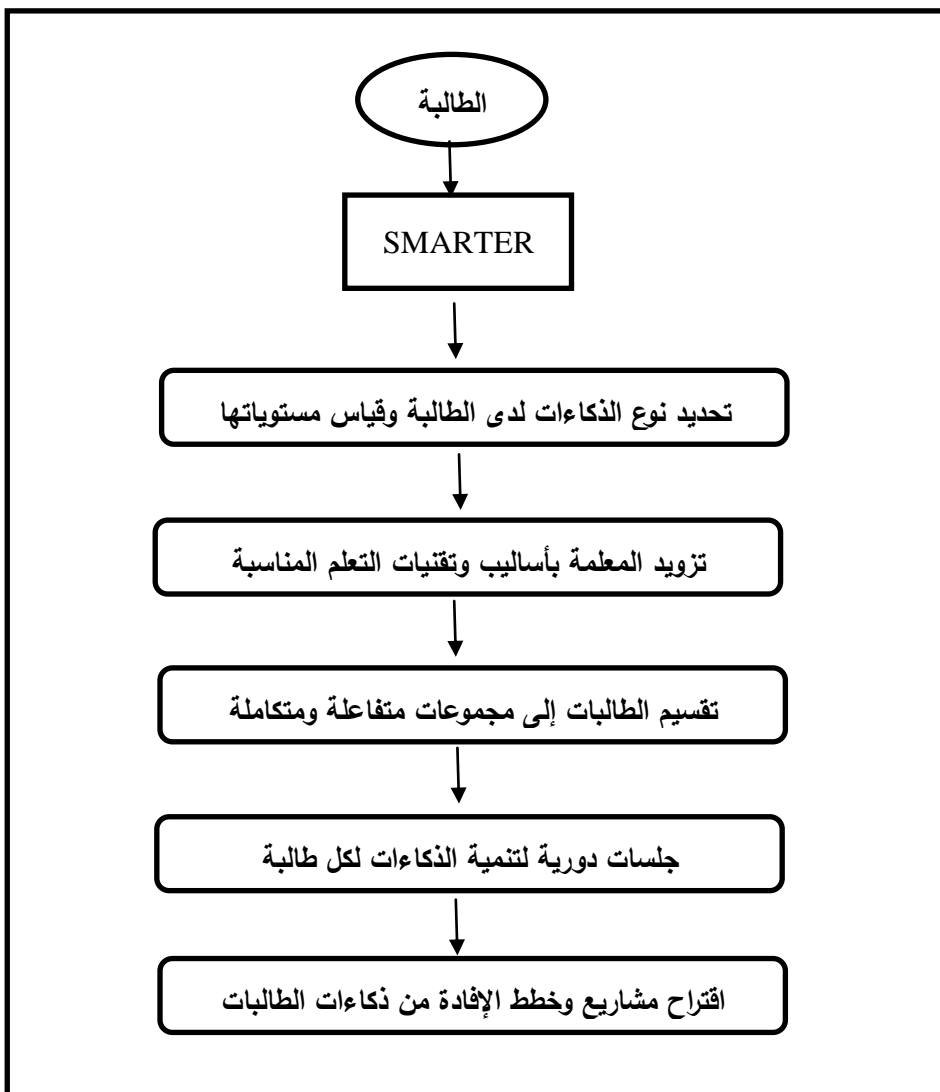 الطالبة
SMARTER
تحديد نوع الذكاءات لدى الطالبة وقياس مستوياتها
تزويد المعلمة بأساليب وتقنيات التعلم المناسبة
تقسيم الطالبات إلى مجموعات متفاعلة ومتكاملة
جلسات دورية لتنمية الذكاءات لكل طالبة
اقتراح مشاريع وخطط الإفادة من ذكاءات الطالبات